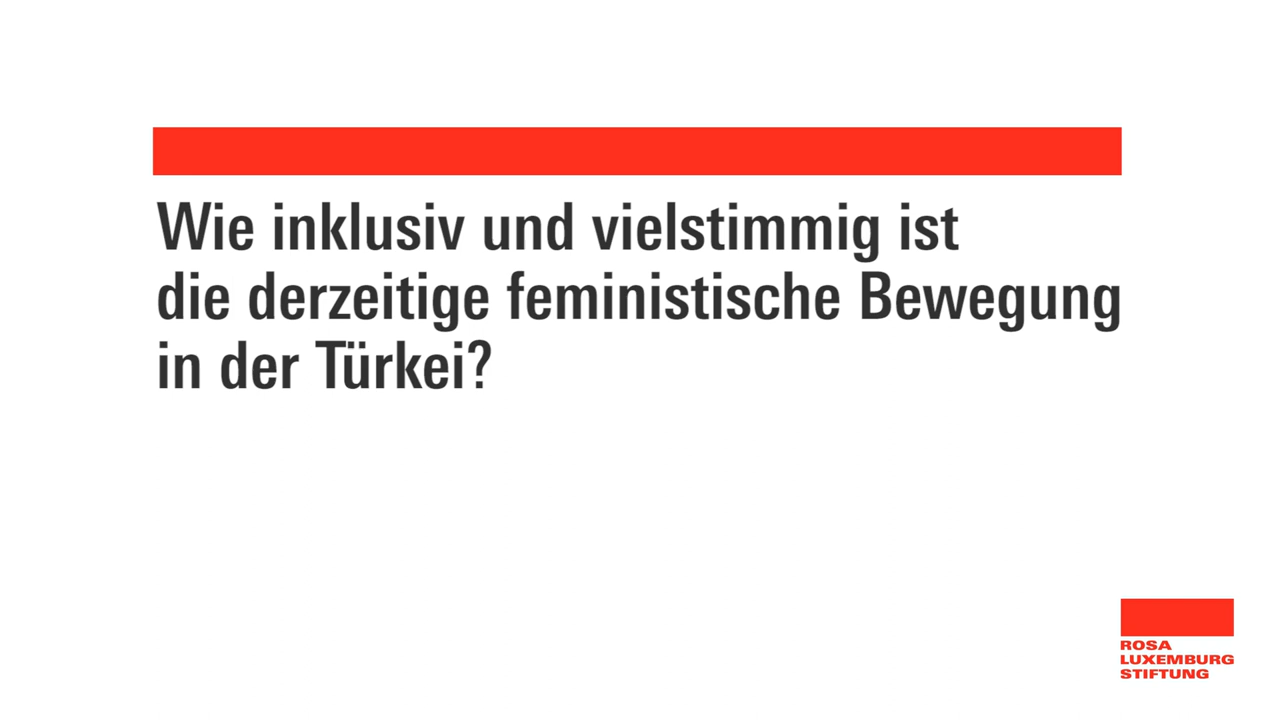 Wie inklusiv und vielstimmig ist
die derzeitige feministische Bewegung
in der Türkei?
ROSA
LUXEMBURG
STIFTUNG